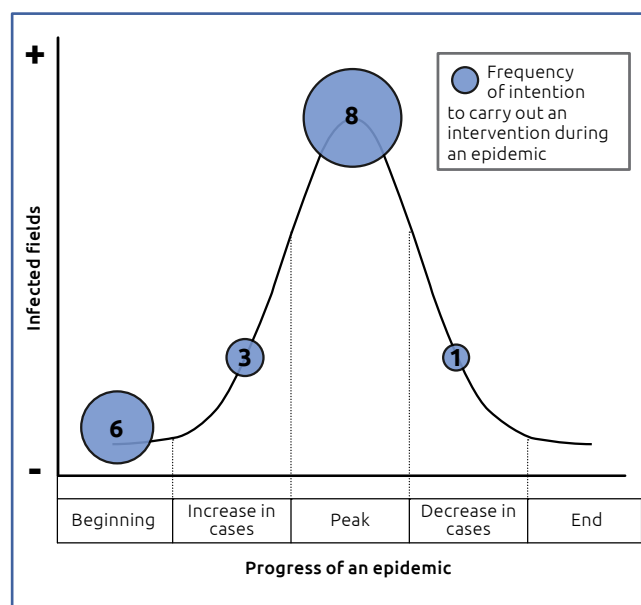 +
Frequency
of intention
to carry out an
intervention during
an epidemic
8
Infected fields
3
1
6
-
Beginning
Increase in
cases
Peak
Decrease in
cases
End
Progress of an epidemic